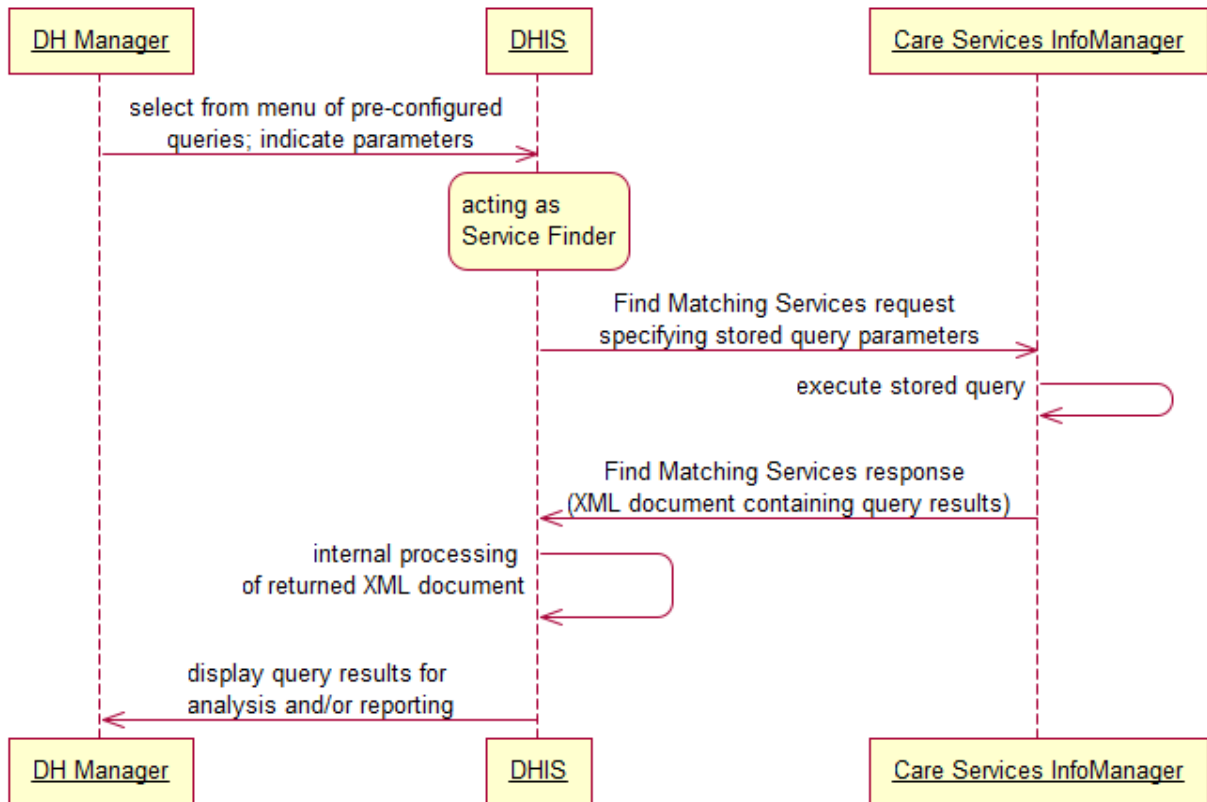 DH Manager
DHIS
Care Services InfoManager
select from menu of pre-configured
queries; indicate parameters
acting as
Service Finder
Find Matching Services request
specifying stored query parameters
execute stored query
Find Matching Services response
(XML document containing query results)
internal processing
of returned XML document
display query results for
analysis and/or reporting
DH Manager
DHIS
Care Services InfoManager